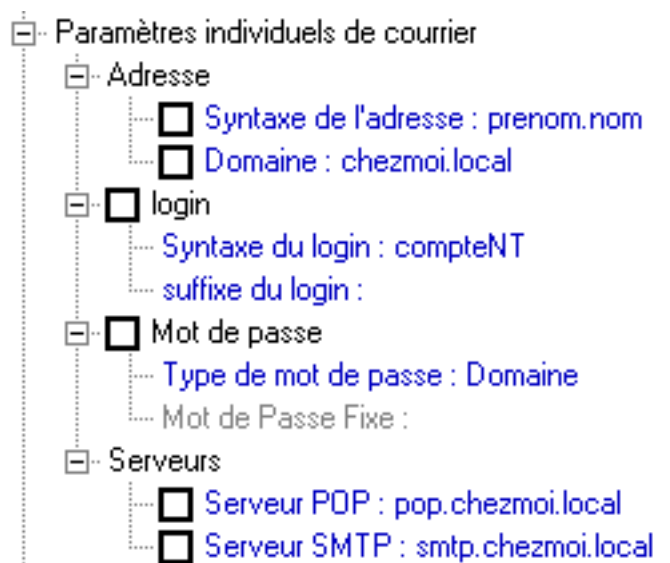 Paramètres individuels de courrier
Adresse
Syntaxe de l'adresse : prenom.nom
Domaine : chezmoi.local
login
Syntaxe du login : compteNT
suffixe du login :
Mot de passe
Type de mot de passe : Domaine
Mot de Passe Fixe :
Serveurs
Serveur POP : pop.chezmoi.local
Serveur SMTP : smtp.chezmoi.local